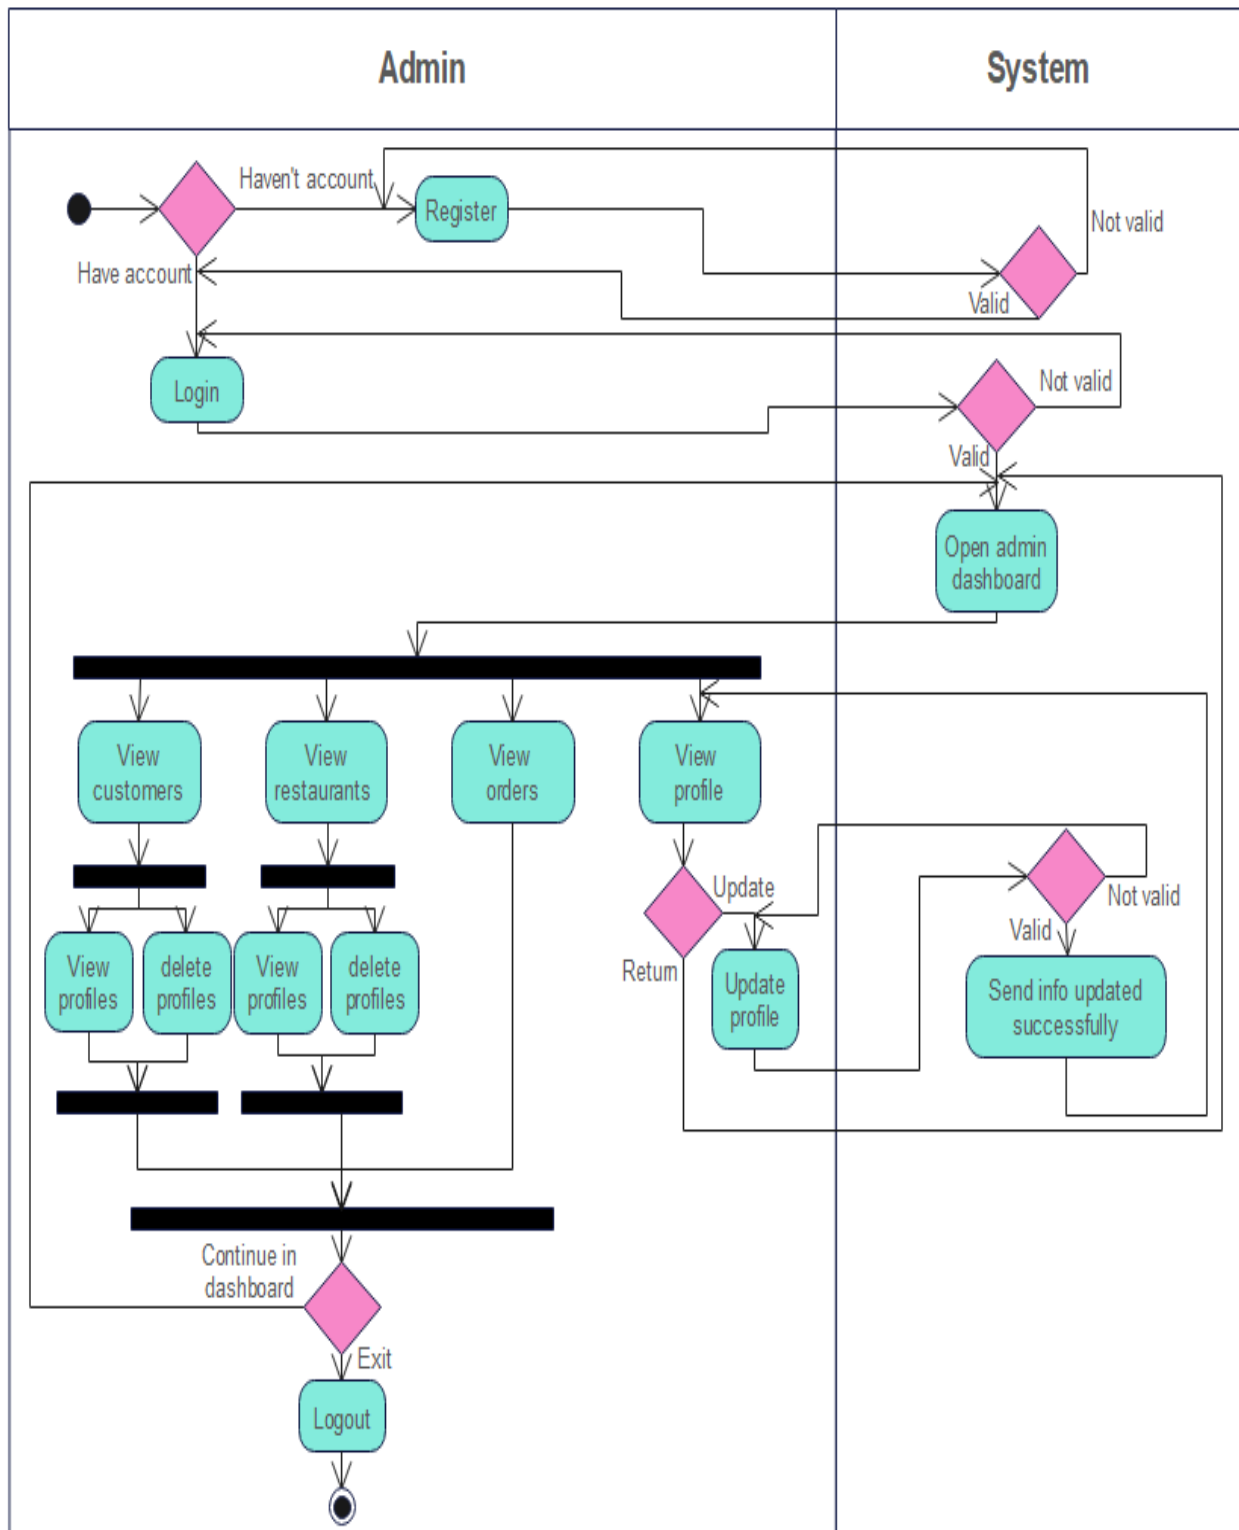 Admin
System
Haven't account
Register
Not valid
Have account
Valid
Login
Not valid
Valid
Open admin
dashboard
View
customers
View
restaurants
View
orders
View
profile
Update
Not valid
Valid
Return
View
profiles
delete
profiles
View
profiles
delete
profiles
Update
profile
Send info updated
successfully
Continue in
dashboard
Exit
Logout